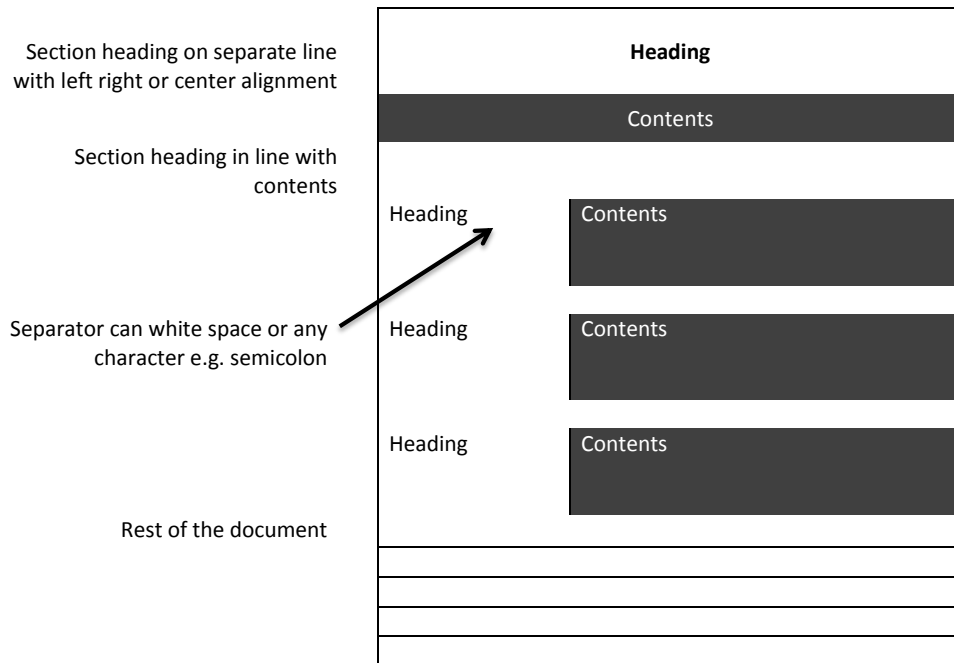 Section heading on separate line
with left right or center alignment
Heading
Contents
Section heading in line with
contents
Heading
Contents
Separator can white space or any
character e.g. semicolon
Heading
Contents
Heading
Contents
Rest of the document